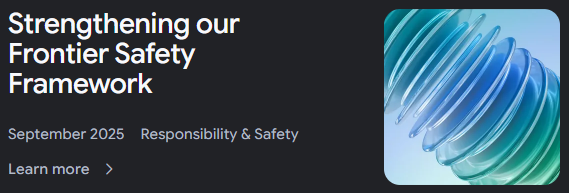 Strengthening our
Frontier Safety
Framework
September 2025 Responsibility & Safety
Learn more